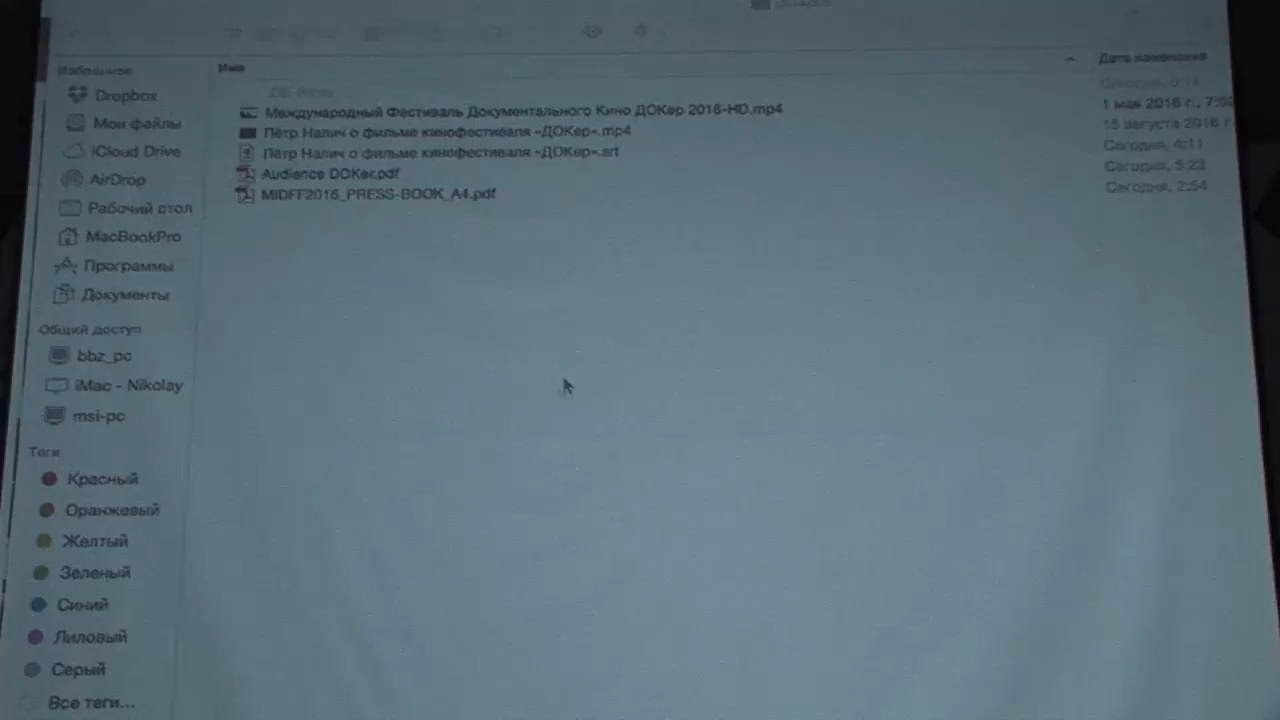 Избранное
Dropbox
Мои файлы
iCloud Drive
AirDrop
Рабочий стол
MacBookPro
Программы
Документы
Общий доступ
bbz_pc
iMac - Nikolay
msi-pc
Теги
Красный
Оранжевый
Желтый
Зеленый
Синий
Лиловый
Серый
Все теги...
Имя
Дата изменения
Международный Фестиваль Документального Кино ДОКер 2016-HD.mp4
1 мая 2016 г.,
Пётр Налич о фильме кинофестиваля «ДОКер».mp4
15 августа 2016 г
Пётр Налич о фильме кинофестиваля «ДОКер».srt
Сегодня, 4:11
Audience DOKer.pdf
Сегодня, 5:23
MIDFF2016_PRESS-BOOK_A4.pdf
Сегодня, 2:54